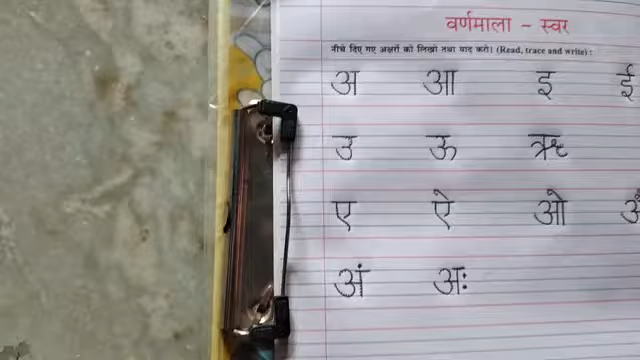 वर्णमाला - स्वर
नीचे दिए गए अक्षरों को लिखो तथा याद करो। (Read, trace and write) :
अ आ इ ई
उ ऊ ऋ
ए ऐ ओ
अं अः